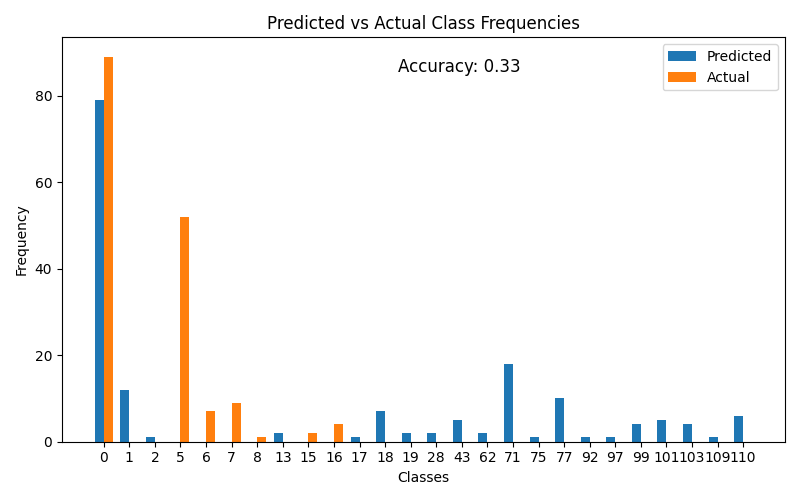 Predicted vs Actual Class Frequencies
Accuracy: 0.33
Predicted
Actual
Frequency
80
60
40
20
0
0 1 2 5 6 7 8 13 15 16 17 18 19 28 43 62 71 75 77 92 97 99 101 103 109 110
Classes